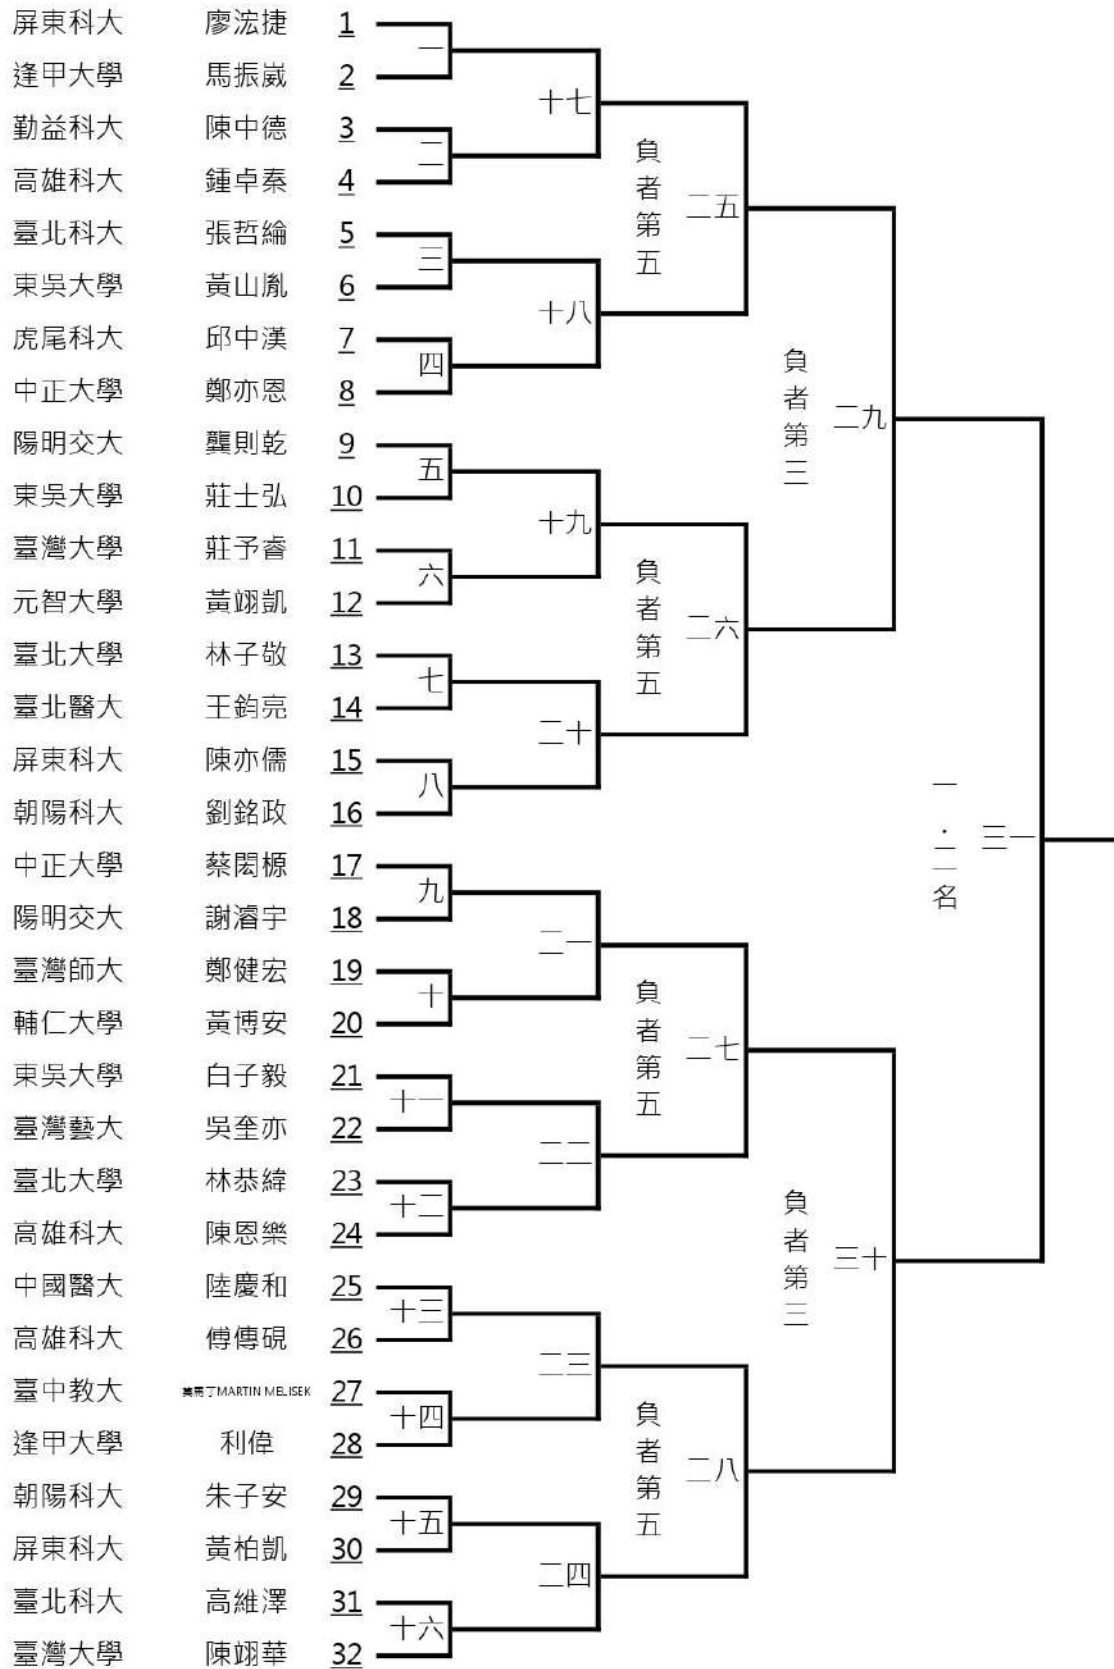 屏東科大 廖浤捷 1
一
逢甲大學 馬振崴 2
十七
勤益科大 陳中德 3
二
高雄科大 鍾卓秦 4
負者第五
二五
臺北科大 張哲綸 5
三
東吳大學 黃山胤 6
十八
虎尾科大 邱中漢 7
四
中正大學 鄭亦恩 8
負者第三
二九
陽明交大 龔則乾 9
五
東吳大學 莊士弘 10
十九
臺灣大學 莊予睿 11
六
元智大學 黃翊凱 12
負者第五
二六
臺北大學 林子敬 13
七
臺北醫大 王鈞亮 14
二十
屏東科大 陳亦儒 15
八
朝陽科大 劉銘政 16
一．二名
三一
中正大學 蔡閎榞 17
九
陽明交大 謝濬宇 18
二一
臺灣師大 鄭健宏 19
十
輔仁大學 黃博安 20
負者第五
二七
東吳大學 白子毅 21
十一
臺灣藝大 吳奎亦 22
二二
臺北大學 林恭緯 23
十二
高雄科大 陳恩樂 24
負者第三
三十
中國醫大 陸慶和 25
十三
高雄科大 傅傳硯 26
二三
臺中教大 馬丁MARTIN MELISEK 27
十四
逢甲大學 利偉 28
負者第五
二八
朝陽科大 朱子安 29
十五
屏東科大 黃柏凱 30
二四
臺北科大 高維澤 31
十六
臺灣大學 陳翊華 32